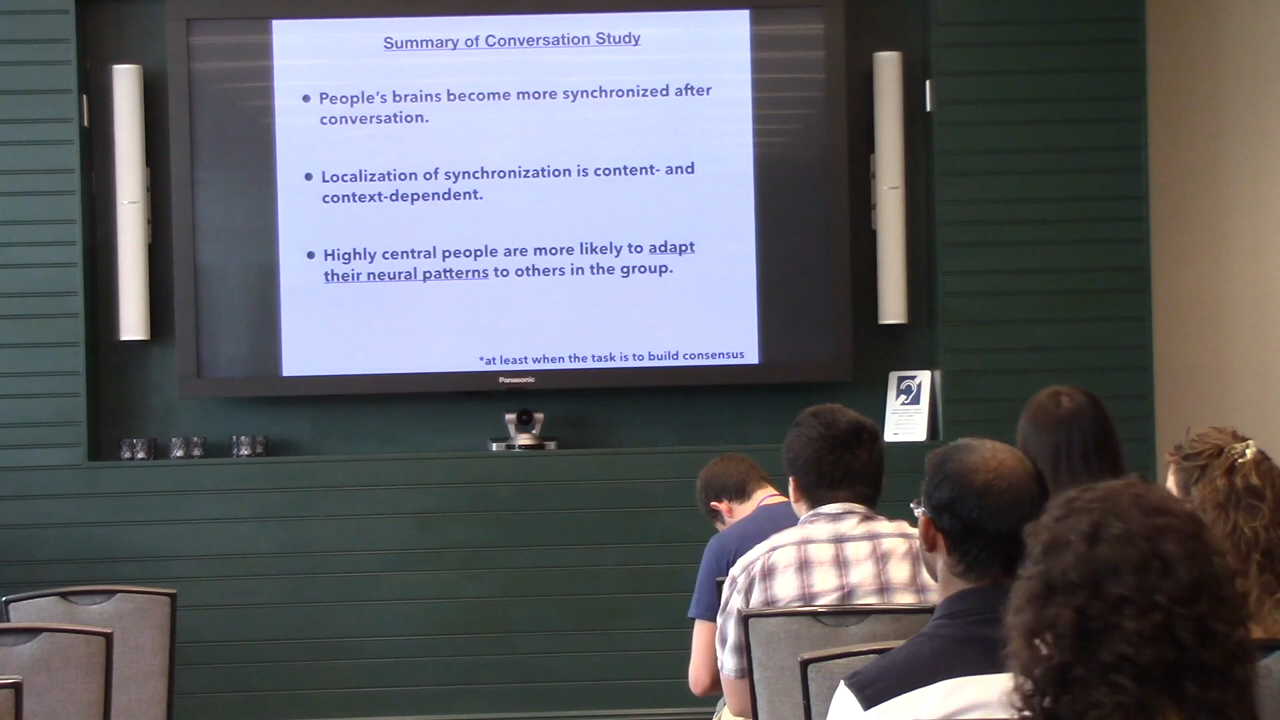 Summary of Conversation Study
● People's brains become more synchronized after
conversation.
● Localization of synchronization is content- and
context-dependent.
● Highly central people are more likely to adapt
their neural patterns to others in the group.
*at least when the task is to build consensus
Panasonic